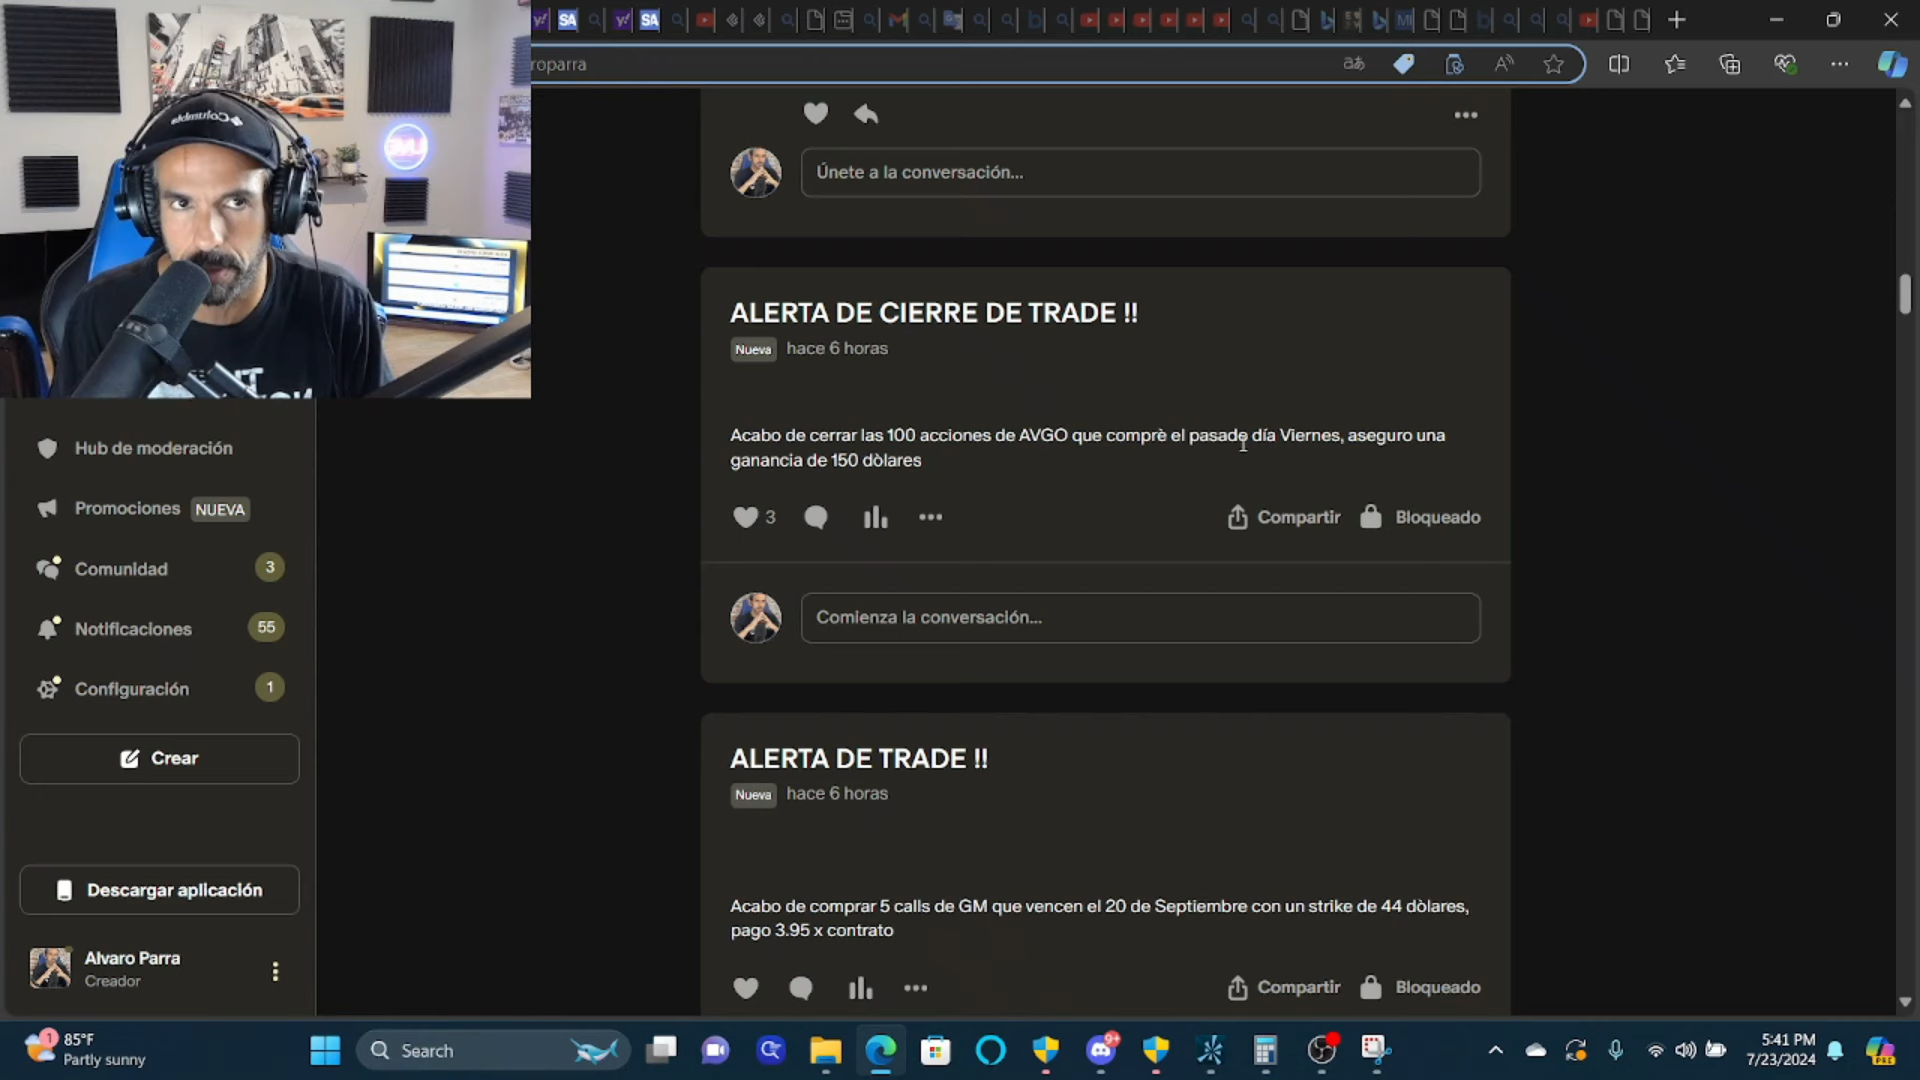 roparra
Únete a la conversación...
ALERTA DE CIERRE DE TRADE !!
Nueva hace 6 horas
Acabo de cerrar las 100 acciones de AVGO que comprè el pasado día Viernes, aseguro una
ganancia de 150 dòlares
3
Compartir
Bloqueado
Comienza la conversación...
ALERTA DE TRADE !!
Nueva hace 6 horas
Acabo de comprar 5 calls de GM que vencen el 20 de Septiembre con un strike de 44 dòlares,
pago 3.95 x contrato
Compartir
Bloqueado
Hub de moderación
Promociones NUEVA
Comunidad 3
Notificaciones 55
Configuración 1
Crear
Descargar aplicación
Alvaro Parra
Creador
1
85°F
Partly sunny
Search
5:41 PM
7/23/2024